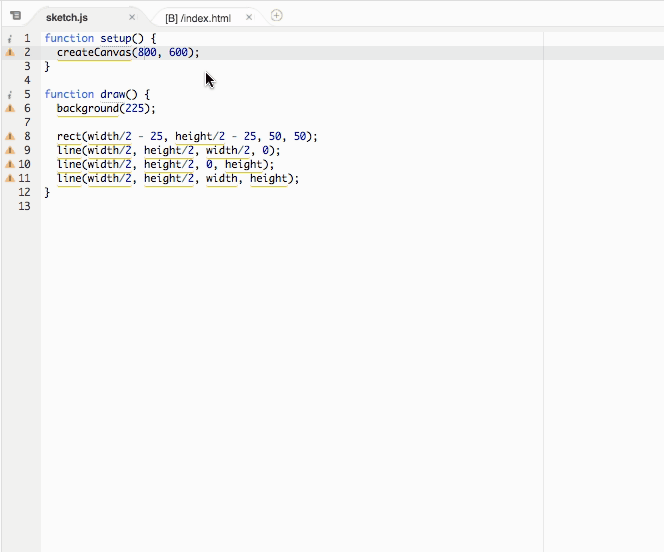 sketch.js × [B] /index.html ×
i 1 function setup() {
2 createCanvas(800, 600);
3 }
4
i 5 function draw() {
6 background(225);
7
8 rect(width/2 - 25, height/2 - 25, 50, 50);
9 line(width/2, height/2, width/2, 0);
10 line(width/2, height/2, 0, height);
11 line(width/2, height/2, width, height);
12 }
13